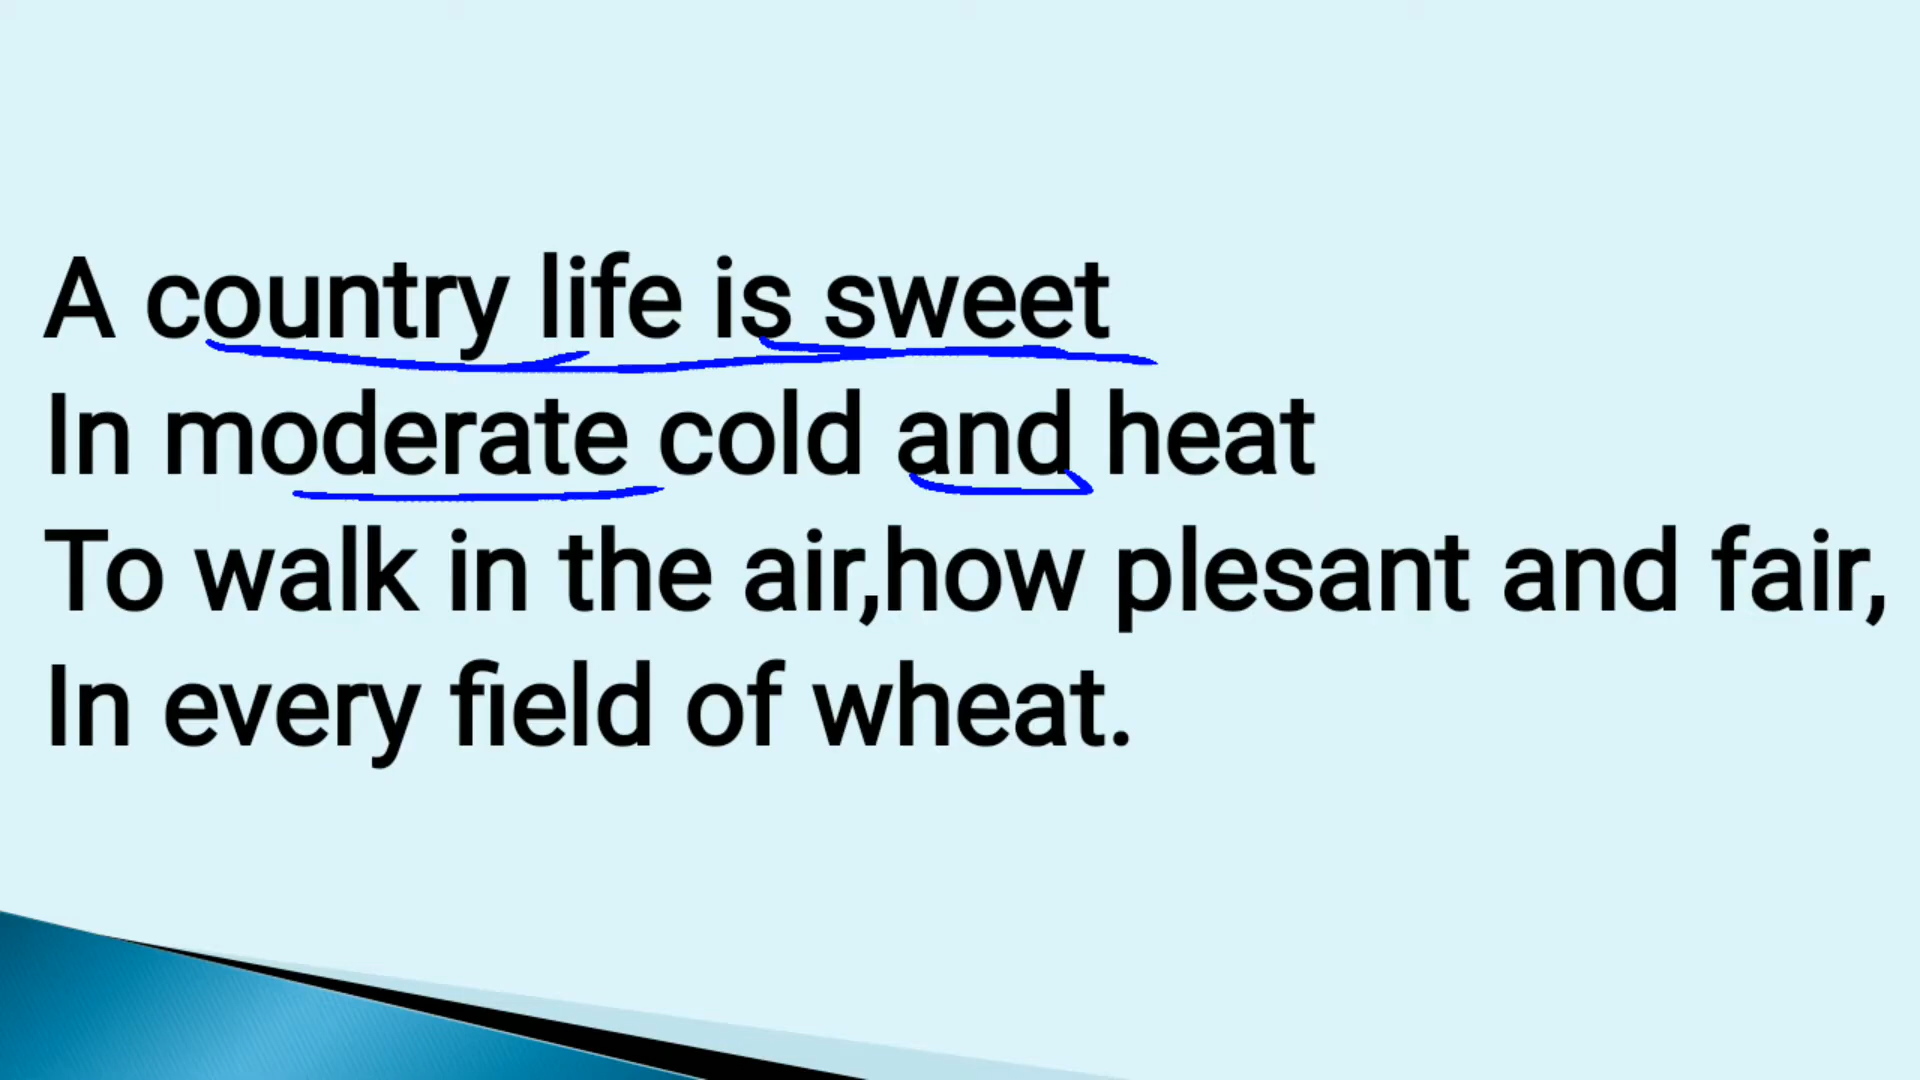 A country life is sweet
In moderate cold and heat
To walk in the air,how plesant and fair,
In every field of wheat.